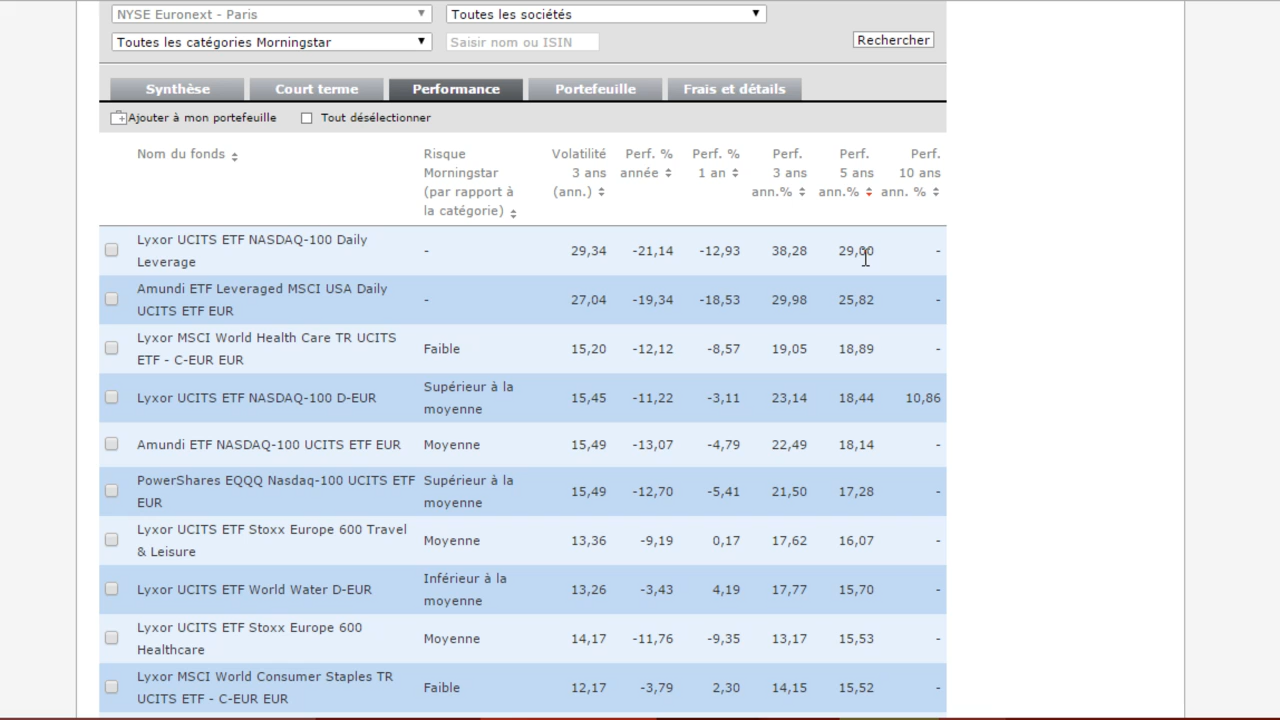 NYSE Euronext - Paris
Toutes les sociétés
Toutes les catégories Morningstar
Saisir nom ou ISIN
Rechercher
Synthèse
Court terme
Performance
Portefeuille
Frais et détails
Ajouter à mon portefeuille
Tout désélectionner
Nom du fonds
Risque
Morningstar
(par rapport à
la catégorie)
Volatilité
3 ans
(ann.)
Perf. %
année
Perf. %
1 an
Perf.
3 ans
ann.%
Perf.
5 ans
ann.%
Perf.
10 ans
ann. %
Lyxor UCITS ETF NASDAQ-100 Daily
Leverage
- 29,34 -21,14 -12,93 38,28 29,00 -
Amundi ETF Leveraged MSCI USA Daily
UCITS ETF EUR
- 27,04 -19,34 -18,53 29,98 25,82 -
Lyxor MSCI World Health Care TR UCITS
ETF - C-EUR EUR
Faible 15,20 -12,12 -8,57 19,05 18,89 -
Lyxor UCITS ETF NASDAQ-100 D-EUR
Supérieur à la
moyenne
15,45 -11,22 -3,11 23,14 18,44 10,86
Amundi ETF NASDAQ-100 UCITS ETF EUR Moyenne 15,49 -13,07 -4,79 22,49 18,14 -
PowerShares EQQQ Nasdaq-100 UCITS ETF
EUR
Supérieur à la
moyenne
15,49 -12,70 -5,41 21,50 17,28 -
Lyxor UCITS ETF Stoxx Europe 600 Travel
& Leisure
Moyenne 13,36 -9,19 0,17 17,62 16,07 -
Lyxor UCITS ETF World Water D-EUR
Inférieur à la
moyenne
13,26 -3,43 4,19 17,77 15,70 -
Lyxor UCITS ETF Stoxx Europe 600
Healthcare
Moyenne 14,17 -11,76 -9,35 13,17 15,53 -
Lyxor MSCI World Consumer Staples TR
UCITS ETF - C-EUR EUR
Faible 12,17 -3,79 2,30 14,15 15,52 -